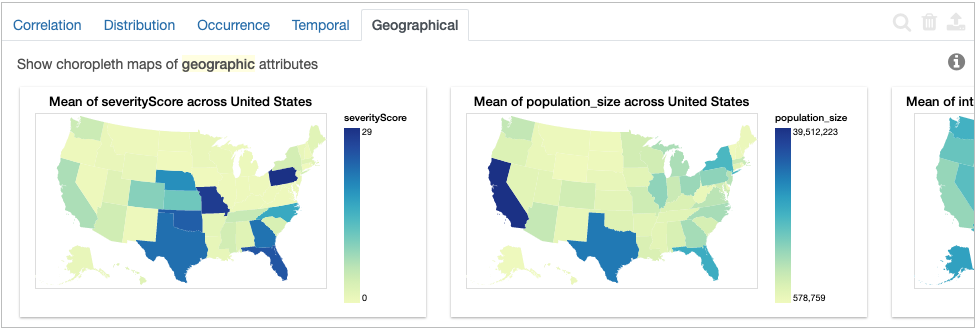 Correlation Distribution Occurrence Temporal Geographical
Show choropleth maps of geographic attributes
Mean of severityScore across United States
severityScore
29
0
Mean of population_size across United States
population_size
39,512,223
578,759
Mean of int